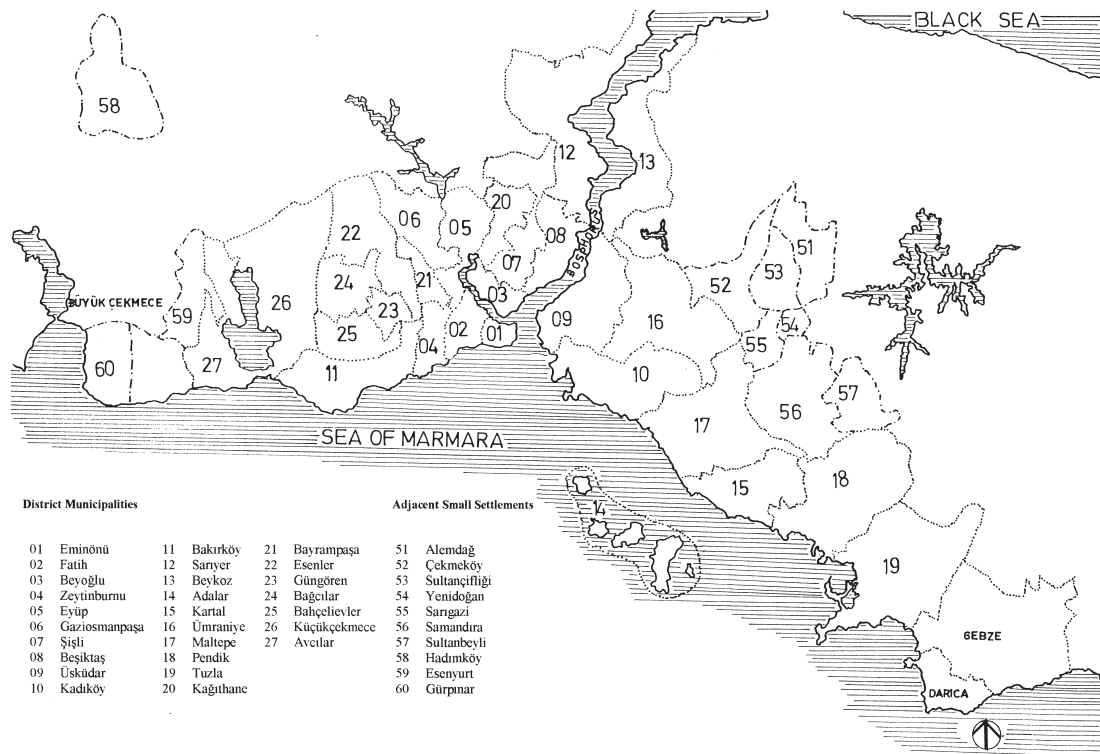 BLACK SEA
58
12
13
20
06
05
22
08
BOSPHORUS
51
07
21
24
53
52
BÜYÜK ÇEKMECE
59
26
23
03
02
01
09
16
54
25
04
55
60
27
11
10
57
56
17
SEA OF MARMARA
15
18
14
19
GEBZE
DARICA
District Municipalities
01 Eminönü
02 Fatih
03 Beyoğlu
04 Zeytinburnu
05 Eyüp
06 Gaziosmanpaşa
07 Şişli
08 Beşiktaş
09 Üsküdar
10 Kadıköy
11 Bakırköy
12 Sarıyer
13 Beykoz
14 Adalar
15 Kartal
16 Ümraniye
17 Maltepe
18 Pendik
19 Tuzla
20 Kağıthane
21 Bayrampaşa
22 Esenler
23 Güngören
24 Bağcılar
25 Bahçelievler
26 Küçükçekmece
27 Avcılar
Adjacent Small Settlements
51 Alemdağ
52 Çekmeköy
53 Sultançifliği
54 Yenidoğan
55 Sarıgazi
56 Samandıra
57 Sultanbeyli
58 Hadımköy
59 Esenyurt
60 Gürpınar